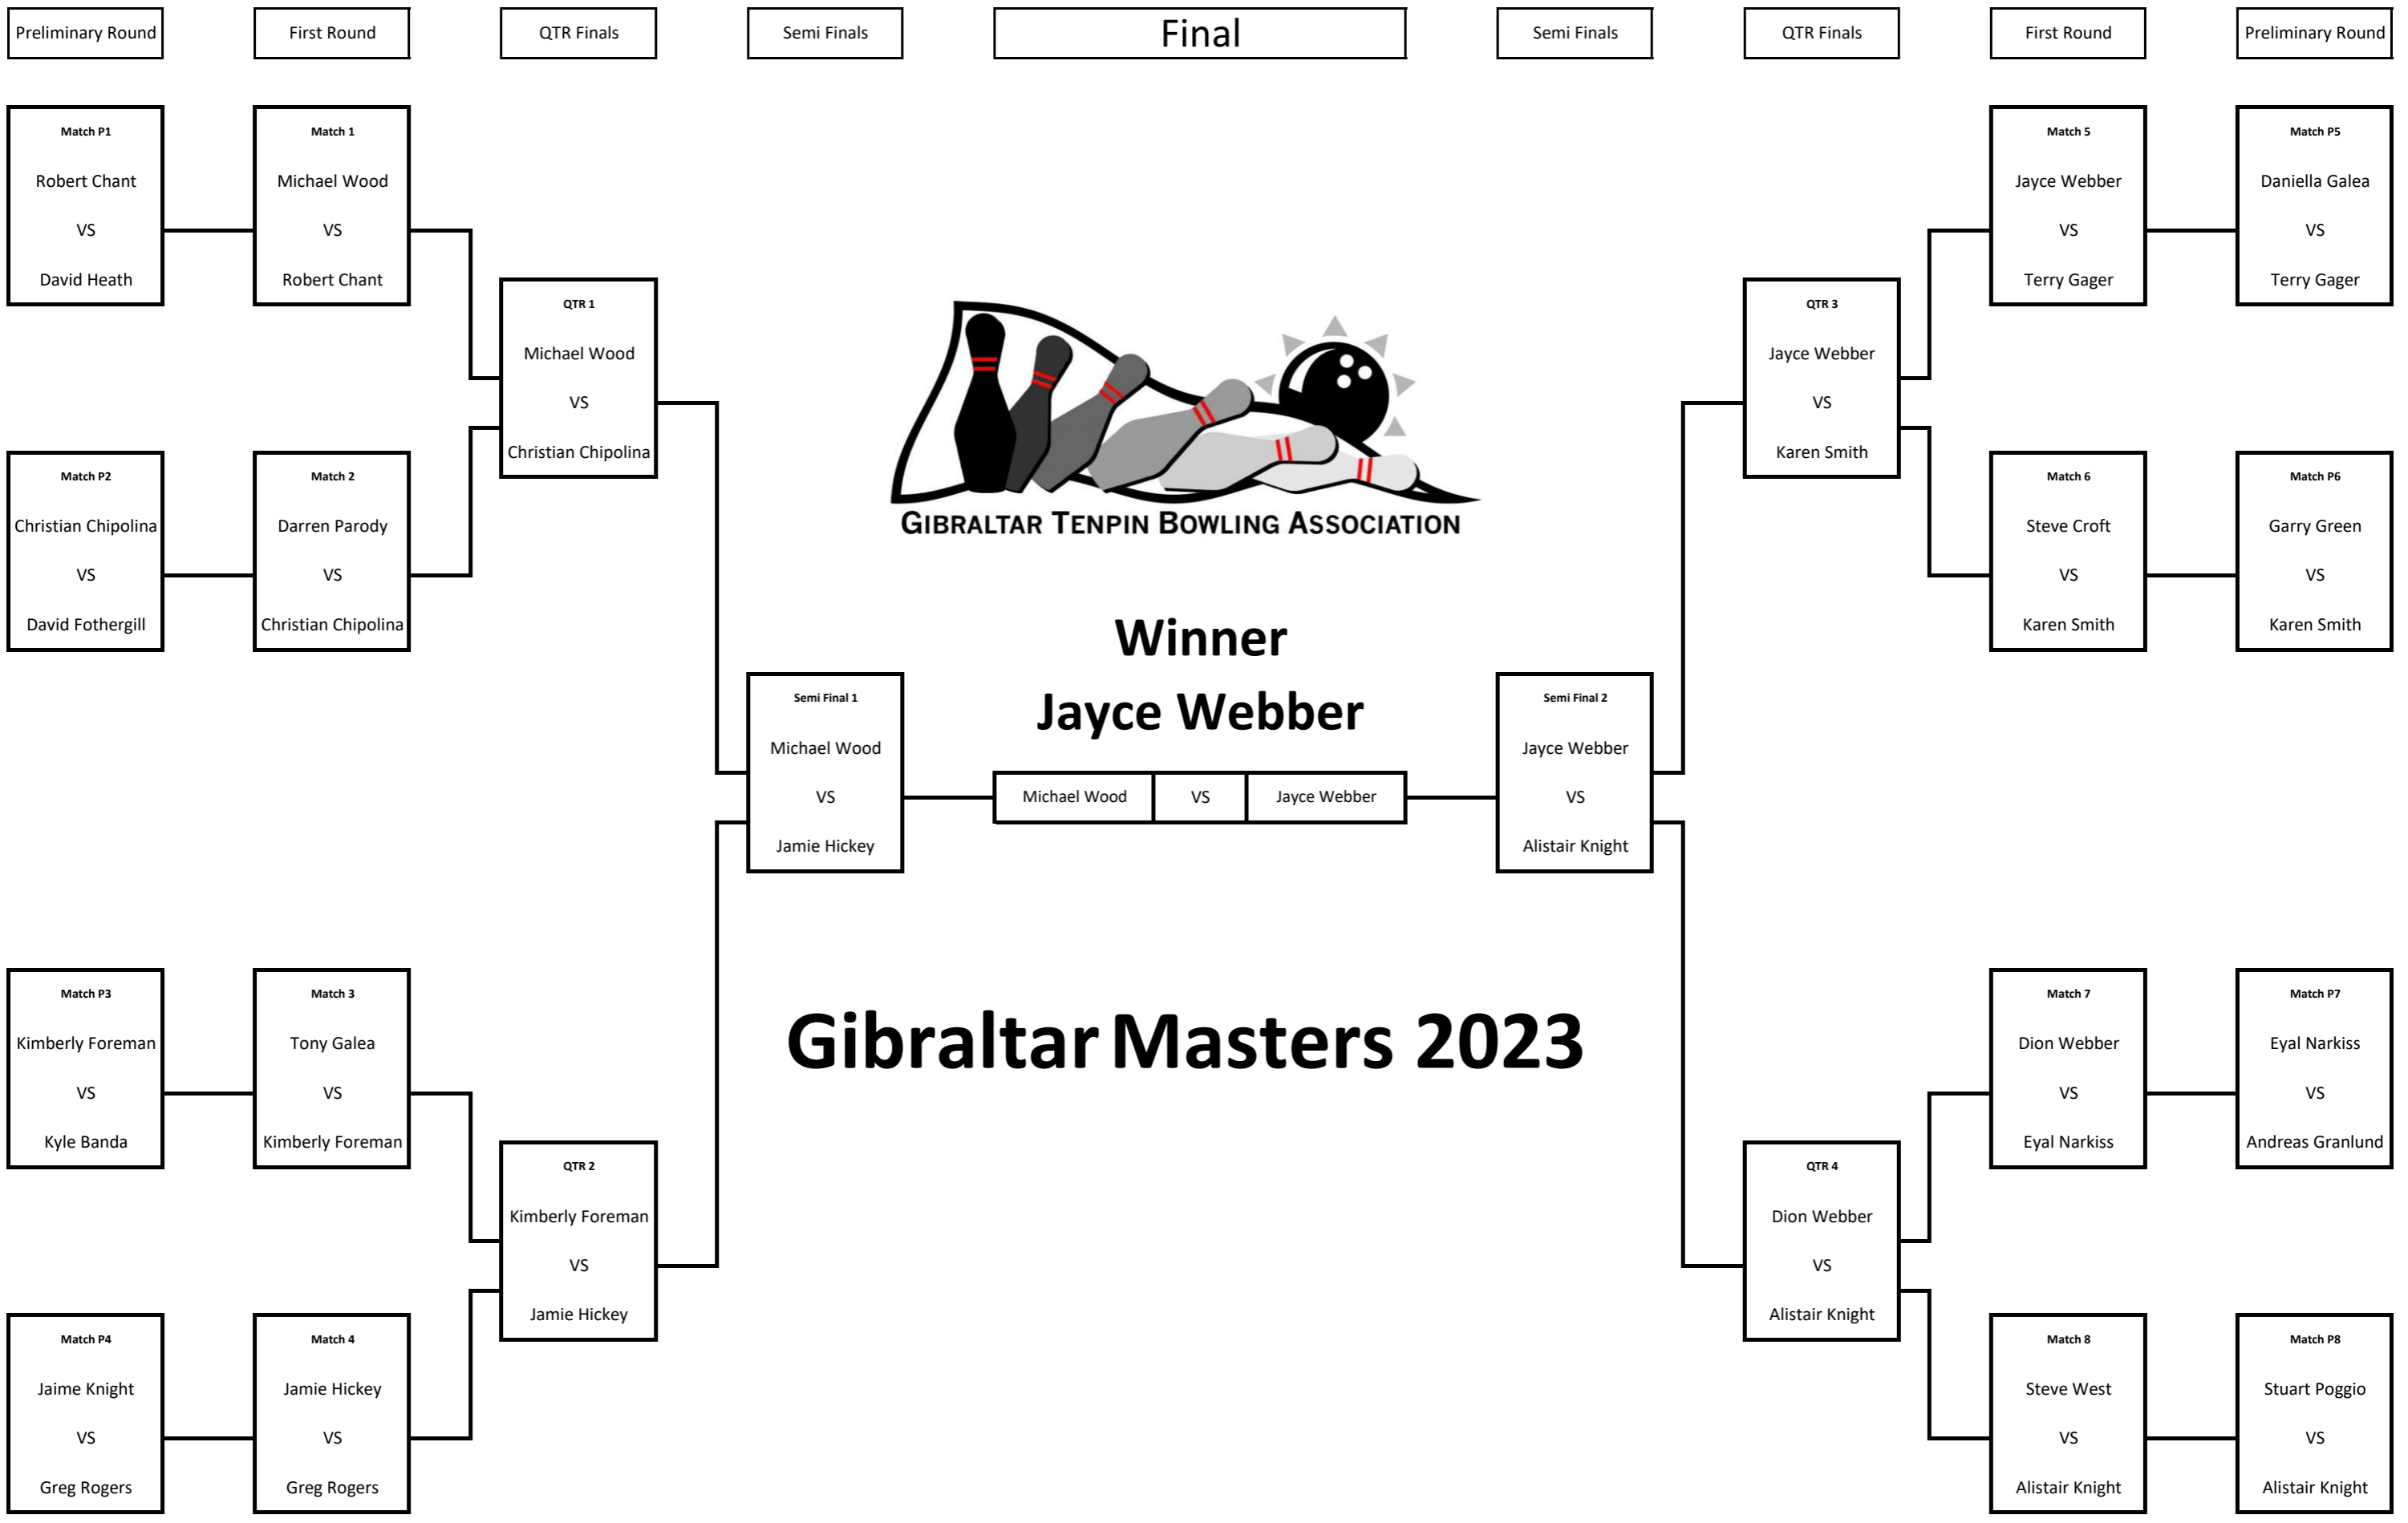 Preliminary Round
First Round
QTR Finals
Semi Finals
Final
Semi Finals
QTR Finals
First Round
Preliminary Round
Match P1
Robert Chant
VS
David Heath
Match P2
Christian Chipolina
VS
David Fothergill
Match P3
Kimberly Foreman
VS
Kyle Banda
Match P4
Jaime Knight
VS
Greg Rogers
Match 1
Michael Wood
VS
Robert Chant
Match 2
Darren Parody
VS
Christian Chipolina
Match 3
Tony Galea
VS
Kimberly Foreman
Match 4
Jamie Hickey
VS
Greg Rogers
QTR 1
Michael Wood
VS
Christian Chipolina
QTR 2
Kimberly Foreman
VS
Jamie Hickey
Semi Final 1
Michael Wood
VS
Jamie Hickey
GIBRALTAR TENPIN BOWLING ASSOCIATION
Winner
Jayce Webber
Michael Wood VS Jayce Webber
Gibraltar Masters 2023
Semi Final 2
Jayce Webber
VS
Alistair Knight
QTR 3
Jayce Webber
VS
Karen Smith
QTR 4
Dion Webber
VS
Alistair Knight
Match 5
Jayce Webber
VS
Terry Gager
Match 6
Steve Croft
VS
Karen Smith
Match 7
Dion Webber
VS
Eyal Narkiss
Match 8
Steve West
VS
Alistair Knight
Match P5
Daniella Galea
VS
Terry Gager
Match P6
Garry Green
VS
Karen Smith
Match P7
Eyal Narkiss
VS
Andreas Granlund
Match P8
Stuart Poggio
VS
Alistair Knight